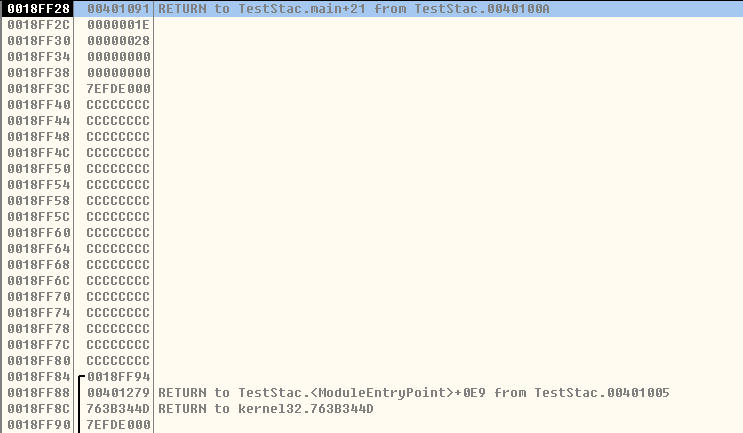 0018FF28 00401091 RETURN to TestStac.main+21 from TestStac.0040100A
0018FF2C 0000001E
0018FF30 00000028
0018FF34 00000000
0018FF38 00000000
0018FF3C 7EFDE000
0018FF40 CCCCCCCC
0018FF44 CCCCCCCC
0018FF48 CCCCCCCC
0018FF4C CCCCCCCC
0018FF50 CCCCCCCC
0018FF54 CCCCCCCC
0018FF58 CCCCCCCC
0018FF5C CCCCCCCC
0018FF60 CCCCCCCC
0018FF64 CCCCCCCC
0018FF68 CCCCCCCC
0018FF6C CCCCCCCC
0018FF70 CCCCCCCC
0018FF74 CCCCCCCC
0018FF78 CCCCCCCC
0018FF7C CCCCCCCC
0018FF80 CCCCCCCC
0018FF84 0018FF94
0018FF88 00401279 RETURN to TestStac.<ModuleEntryPoint>+0E9 from TestStac.00401005
0018FF8C 763B344D RETURN to kernel32.763B344D
0018FF90 7EFDE000